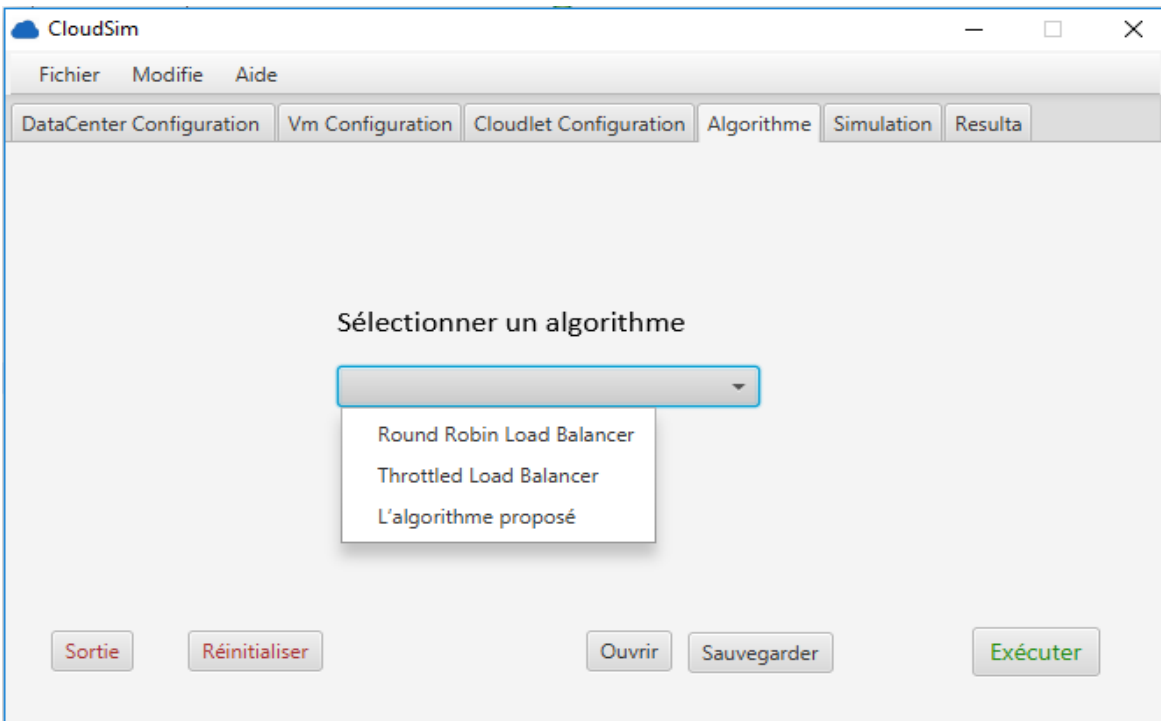 CloudSim
Fichier Modifie Aide
DataCenter Configuration Vm Configuration Cloudlet Configuration Algorithme Simulation Resulta
Sélectionner un algorithme
Round Robin Load Balancer
Throttled Load Balancer
L'algorithme proposé
Sortie Réinitialiser Ouvrir Sauvegarder Exécuter